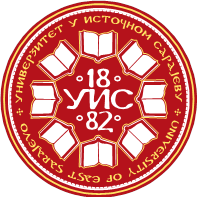 УНИВЕРЗИТЕТ У ИСТОЧНОМ САРАЈЕВУ
18
УИС
82
UNIVERSITY OF EAST SARAJEVO